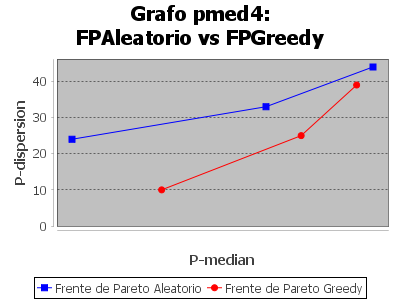 Grafo pmed4:
FPAleatorio vs FPGreedy
40
30
20
10
0
P-dispersion
P-median
Frente de Pareto Aleatorio
Frente de Pareto Greedy